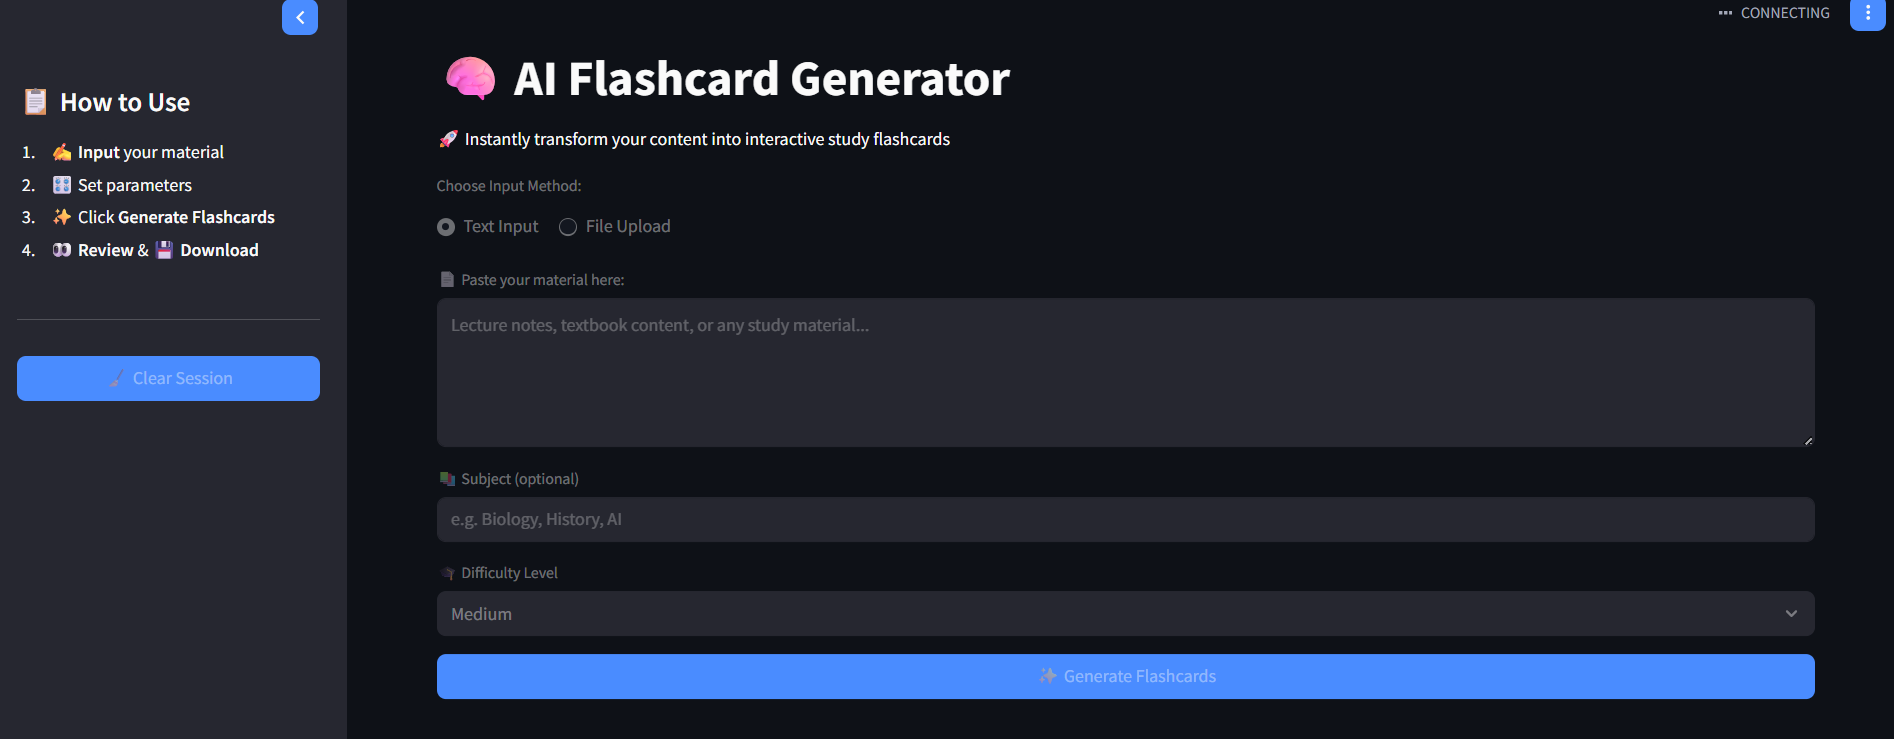 CONNECTING
How to Use
1. Input your material
2. Set parameters
3. Click Generate Flashcards
4. Review & Download
Clear Session
AI Flashcard Generator
Instantly transform your content into interactive study flashcards
Choose Input Method:
Text Input File Upload
Paste your material here:
Lecture notes, textbook content, or any study material...
Subject (optional)
e.g. Biology, History, AI
Difficulty Level
Medium
Generate Flashcards